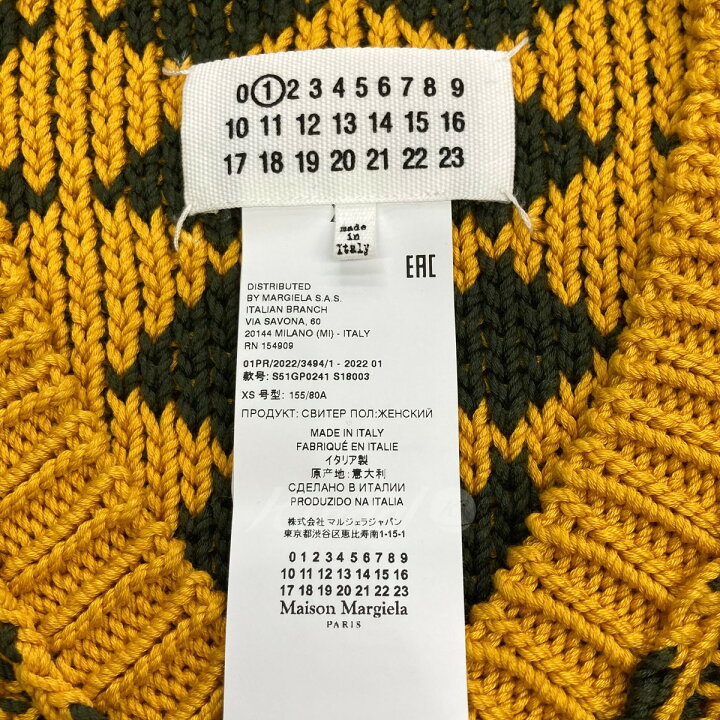 0 1 2 3 4 5 6 7 8 9
10 11 12 13 14 15 16
17 18 19 20 21 22 23
made
in
Italy
EAC
DISTRIBUTED
BY MARGIELA S.A.S.
ITALIAN BRANCH
VIA SAVONA, 60
20144 MILANO (MI) - ITALY
RN 154909
01PR/2022/3494/1 - 2022 01
款号: S51GP0241 S18003
XS 号型: 155/80A
ПРОДУКТ: СВИТЕР ПОЛ:ЖЕНСКИЙ
MADE IN ITALY
FABRIQUÉ EN ITALIE
イタリア製
原产地: 意大利
СДЕЛАНО В ИТАЛИИ
PRODUZIDO NA ITALIA
株式会社 マルジェラジャパン
東京都渋谷区恵比寿南1-15-1
0 1 2 3 4 5 6 7 8 9
10 11 12 13 14 15 16
17 18 19 20 21 22 23
Maison Margiela
PARIS